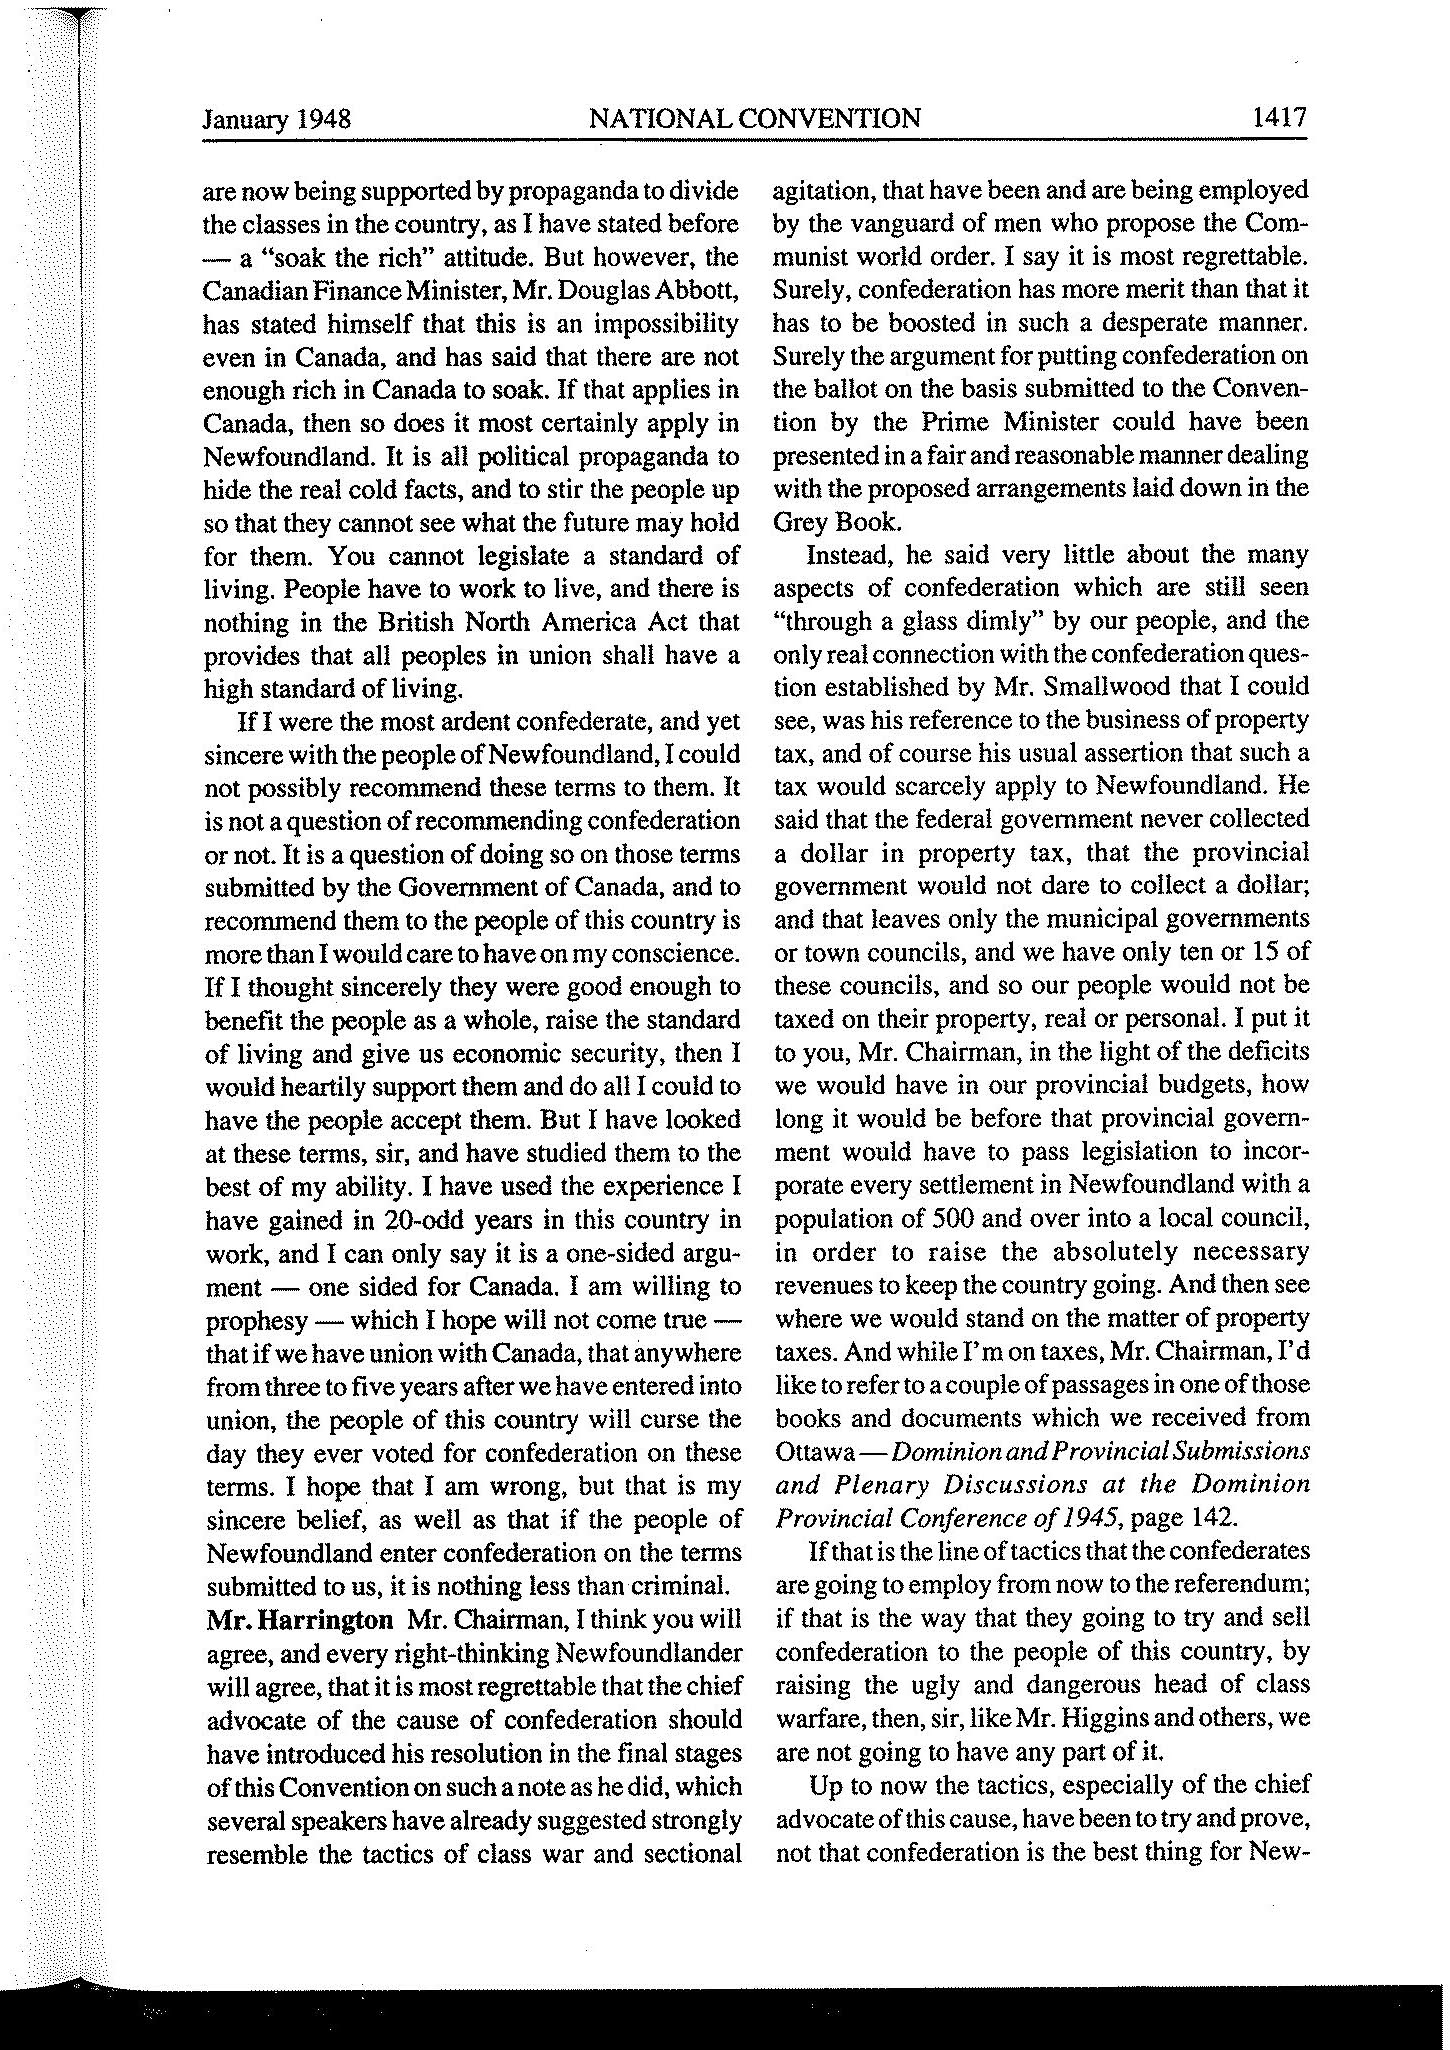 January 1948 NATIONAL CONVENTION 1417
are now being supported by propaganda to divide
the classes in the country, as I have stated before
— a “soak the rich” attitude. But however, the
Canadian Finance Minister, Mr. Douglas Abbott,
has stated himself that this is an impossibility
even in Canada, and has said that there are not
enough rich in Canada to soak. If that applies in
Canada, then so does it most certainly apply in
Newfoundland. It is all political propaganda to
hide the real cold facts, and to stir the people up
so that they cannot see what the future may hold
for them. You cannot legislate a standard of
living. People have to work to live, and there is
nothing in the British North America Act that
provides that all peoples in union shall have a
high standard of living.
If I were the most ardent confederate, and yet
sincere with the people of Newfoundland, I could
not possibly recommend these terms to them. It
is not a question of recommending confederation
or not. It is a question of doing so on those terms
submitted by the Government of Canada, and to
recommend them to the people of this country is
more than I would care to have on my conscience.
If I thought sincerely they were good enough to
benefit the people as a whole, raise the standard
of living and give us economic security, then I
would heartily support them and do all I could to
have the people accept them. But I have looked
at these terms, sir, and have studied them to the
best of my ability. I have used the experience I
have gained in 20-odd years in this country in
work, and I can only say it is a one-sided argu-
ment — one sided for Canada. I am willing to
prophesy — which I hope will not come true —
that if we have union with Canada, that anywhere
from three to five years after we have entered into
union, the people of this country will curse the
day they ever voted for confederation on these
terms. I hope that I am wrong, but that is my
sincere belief, as well as that if the people of
Newfoundland enter confederation on the terms
submitted to us, it is nothing less than criminal.
Mr. Harrington Mr. Chairman, I think you will
agree, and every right-thinking Newfoundlander
will agree, that it is most regrettable that the chief
advocate of the cause of confederation should
have introduced his resolution in the final stages
of this Convention on such a note as he did, which
several speakers have already suggested strongly
resemble the tactics of class war and sectional
agitation, that have been and are being employed
by the vanguard of men who propose the Com-
munist world order. I say it is most regrettable.
Surely, confederation has more merit than that it
has to be boosted in such a desperate manner.
Surely the argument for putting confederation on
the ballot on the basis submitted to the Conven-
tion by the Prime Minister could have been
presented in a fair and reasonable manner dealing
with the proposed arrangements laid down in the
Grey Book.
Instead, he said very little about the many
aspects of confederation which are still seen
“through a glass dimly” by our people, and the
only real connection with the confederation ques-
tion established by Mr. Smallwood that I could
see, was his reference to the business of property
tax, and of course his usual assertion that such a
tax would scarcely apply to Newfoundland. He
said that the federal government never collected
a dollar in property tax, that the provincial
government would not dare to collect a dollar;
and that leaves only the municipal governments
or town councils, and we have only ten or 15 of
these councils, and so our people would not be
taxed on their property, real or personal. I put it
to you, Mr. Chairman, in the light of the deficits
we would have in our provincial budgets, how
long it would be before that provincial govern-
ment would have to pass legislation to incor-
porate every settlement in Newfoundland with a
population of 500 and over into a local council,
in order to raise the absolutely necessary
revenues to keep the country going. And then see
where we would stand on the matter of property
taxes. And while I’m on taxes, Mr. Chairman, I’d
like to refer to a couple of passages in one of those
books and documents which we received from
Ottawa — Dominion and Provincial Submissions
and Plenary Discussions at the Dominion
Provincial Conference of 1945, page 142.
If that is the line of tactics that the confederates
are going to employ from now to the referendum;
if that is the way that they going to try and sell
confederation to the people of this country, by
raising the ugly and dangerous head of class
warfare, then, sir, like Mr. Higgins and others, we
are not going to have any part of it.
Up to now the tactics, especially of the chief
advocate of this cause, have been to try and prove,
not that confederation is the best thing for New-